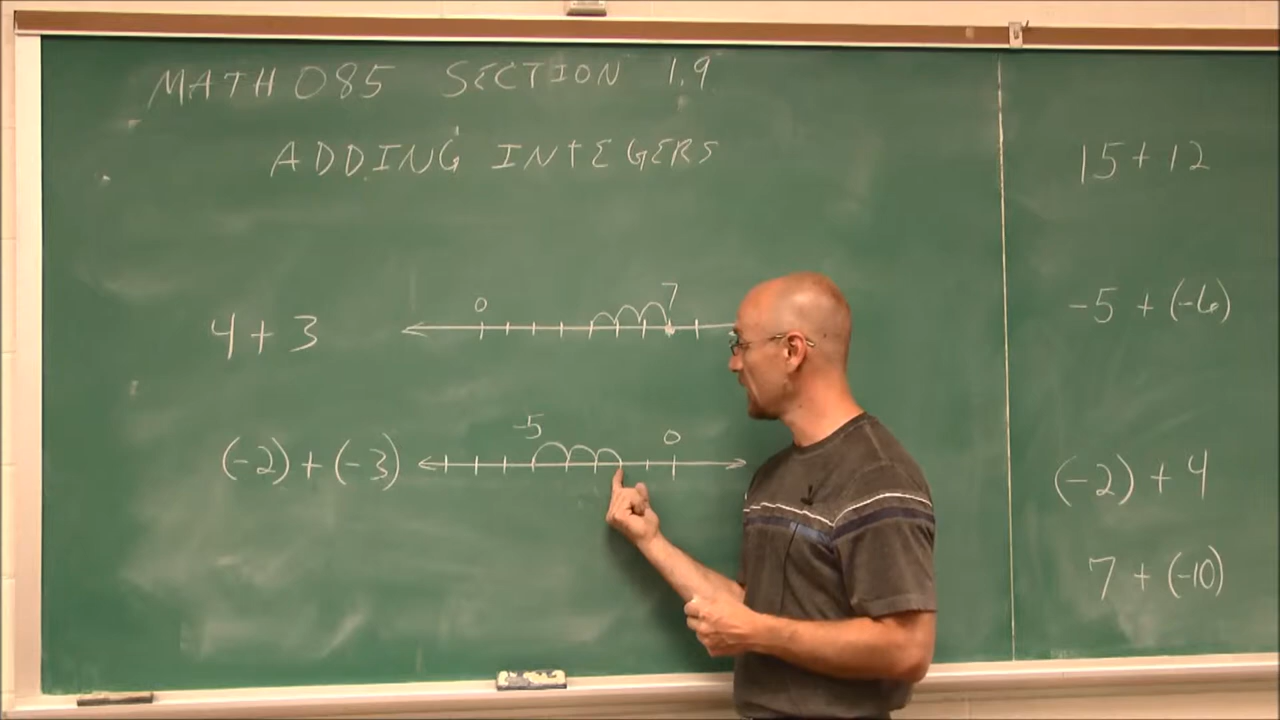 MATH 085 SECTION 1.9
ADDING INTEGERS
4 + 3
0 7
(-2) + (-3)
-5 0
15 + 12
-5 + (-6)
(-2) + 4
7 + (-10)